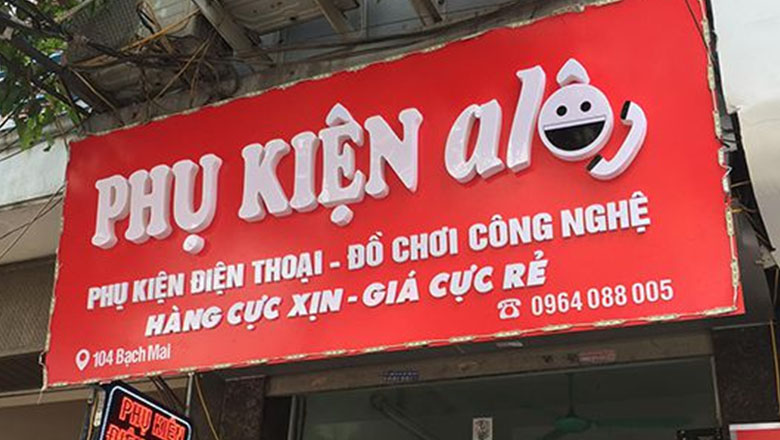 PHỤ KIỆN alô
PHỤ KIỆN ĐIỆN THOẠI - ĐỒ CHƠI CÔNG NGHỆ
HÀNG CỰC XỊN - GIÁ CỰC RẺ
☎ 0964 088 005
104 Bạch Mai
PHỤ KIỆN
ĐIỆN